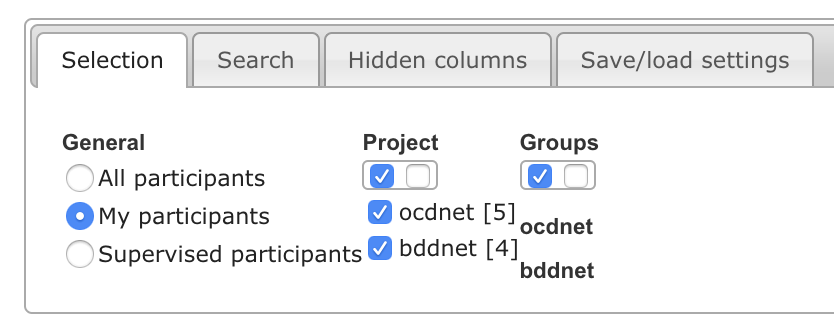 Selection Search Hidden columns Save/load settings
General Project Groups
All participants
My participants ocdnet [5] ocdnet
Supervised participants bddnet [4] bddnet